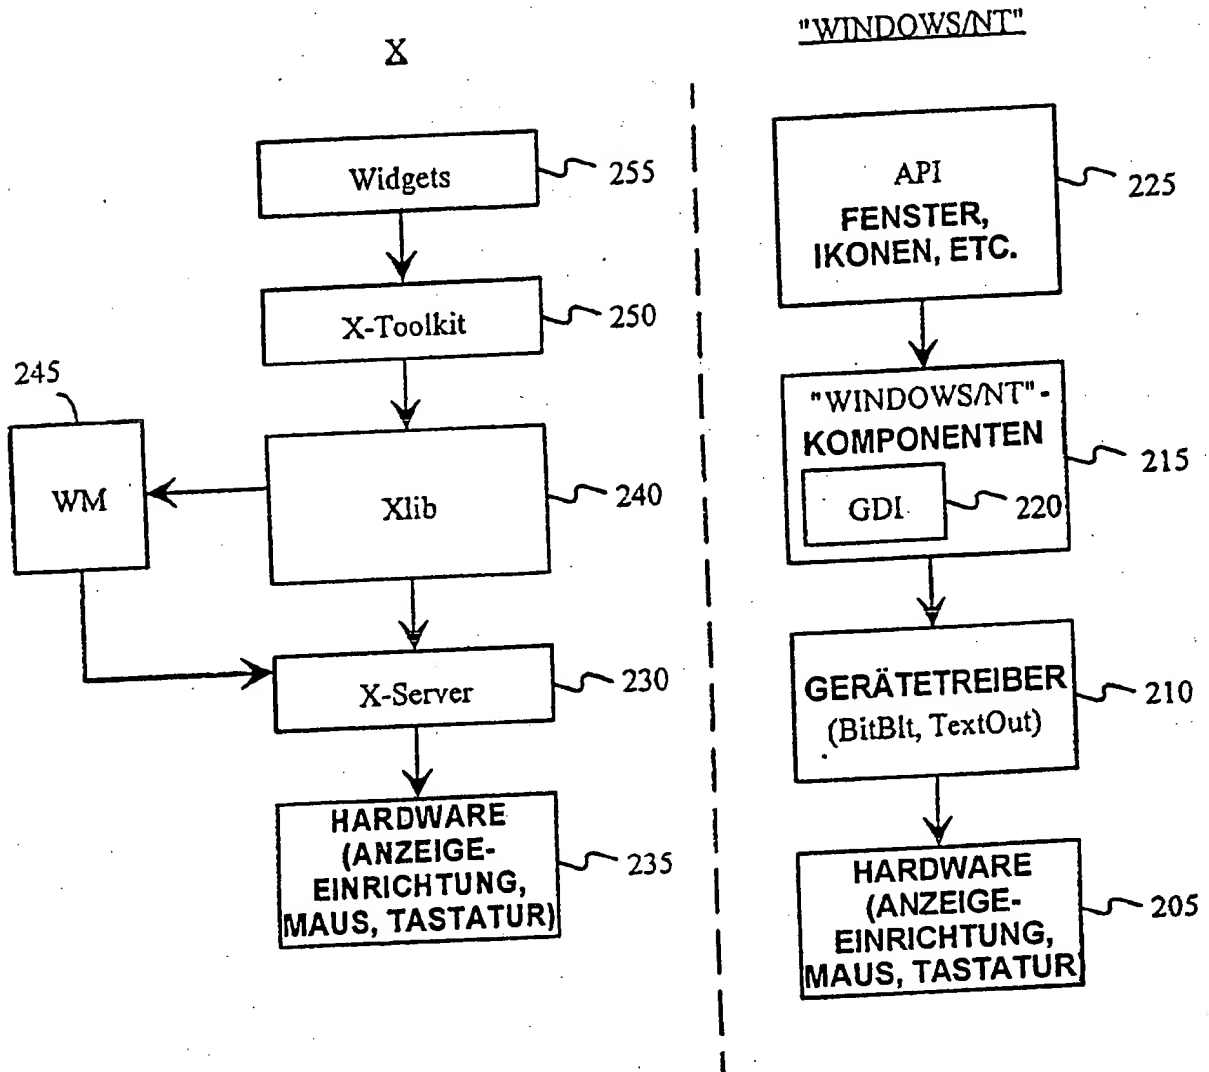 X
Widgets
255
X-Toolkit
250
245
WM
Xlib
240
X-Server
230
HARDWARE
(ANZEIGE-
EINRICHTUNG,
MAUS, TASTATUR)
235
"WINDOWS/NT"
API
FENSTER,
IKONEN, ETC.
225
"WINDOWS/NT"-
KOMPONENTEN
215
GDI
220
GERÄTETREIBER
(BitBlt, TextOut)
210
HARDWARE
(ANZEIGE-
EINRICHTUNG,
MAUS, TASTATUR)
205